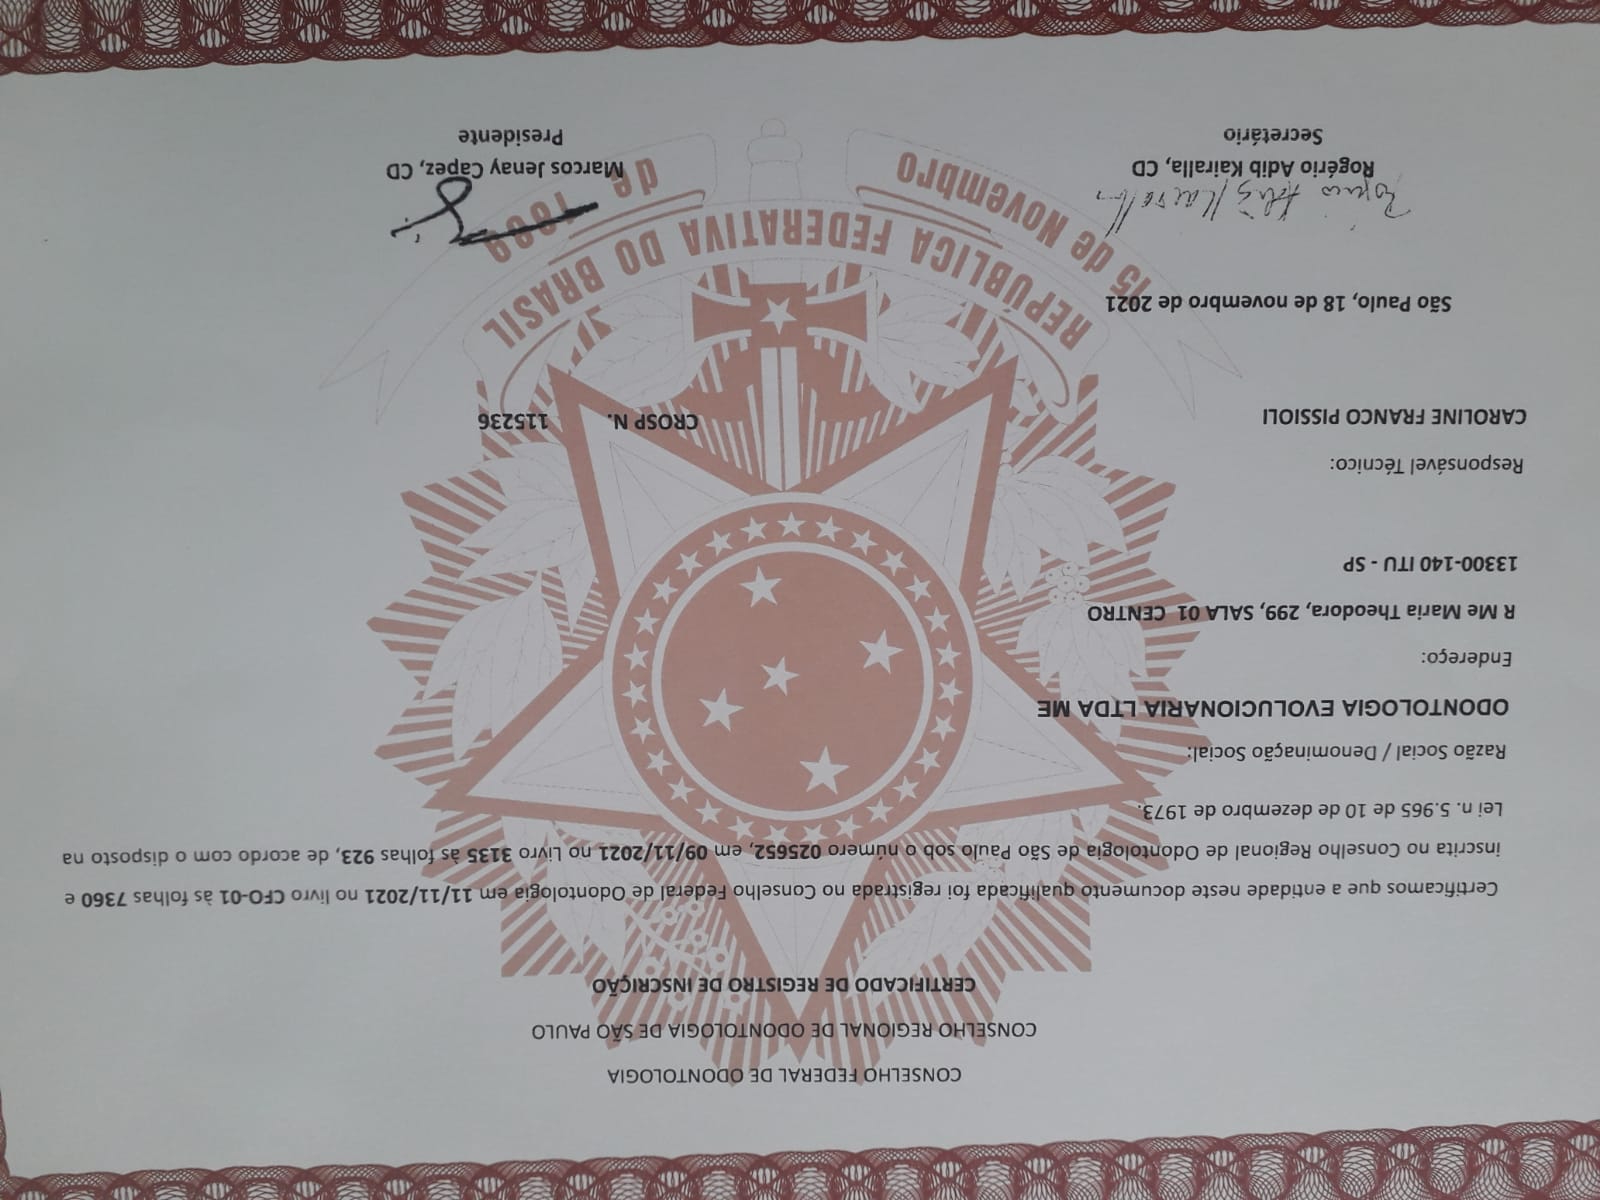 CONSELHO FEDERAL DE ODONTOLOGIA
CONSELHO REGIONAL DE ODONTOLOGIA DE SÃO PAULO
CERTIFICADO DE REGISTRO DE INSCRIÇÃO
Certificamos que a entidade neste documento qualificada foi registrada no Conselho Federal de Odontologia em 11/11/2021 no livro CFO-01 às folhas 7360 e
inscrita no Conselho Regional de Odontologia de São Paulo sob o número 025652, em 09/11/2021 no Livro 3135 às folhas 923, de acordo com o disposto na
Lei n. 5.965 de 10 de dezembro de 1973.
Razão Social / Denominação Social:
ODONTOLOGIA EVOLUCIONARIA LTDA ME
Endereço:
R Me Maria Theodora, 299, SALA 01 CENTRO
13300-140 ITU - SP
Responsável Técnico:
CAROLINE FRANCO PISSIOLI CROSP N. 115236
São Paulo, 18 de novembro de 2021
REPÚBLICA FEDERATIVA DO BRASIL
15 de Novembro de 1889
Rogério Adib Kairalla
Rogério Adib Kairalla, CD
Secretário
Marcos Jenay Capez, CD
Presidente